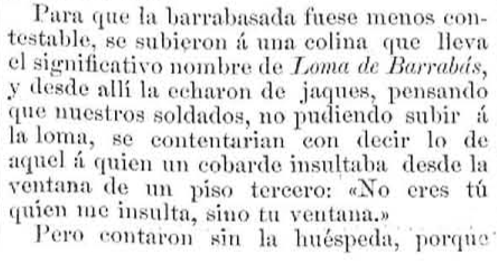 Para que la barrabasada fuese menos con-
testable, se subieron á una colina que lleva
el significativo nombre de Loma de Barrabás,
y desde allí la echaron de jaques, pensando
que nuestros soldados, no pudiendo subir á
la loma, se contentarian con decir lo de
aquel á quien un cobarde insultaba desde la
ventana de un piso tercero: «No eres tú
quien me insulta, sino tu ventana.»
Pero contaron sin la huéspeda, porque